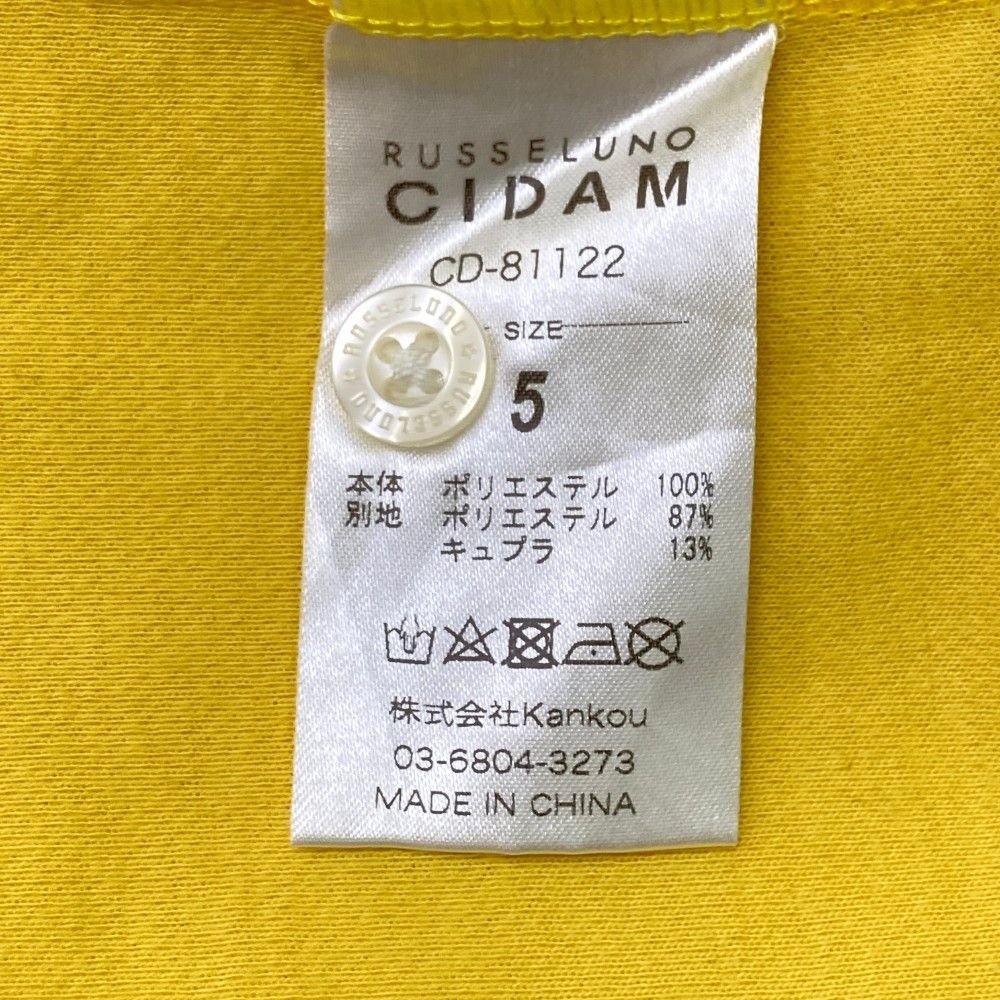 RUSSELUNO
CIDAM
CD-81122
SIZE
5
RUSSELUNO ★ RUSSELUNO ★
本体 ポリエステル 100%
別地 ポリエステル 87%
キュプラ 13%
株式会社Kankou
03-6804-3273
MADE IN CHINA